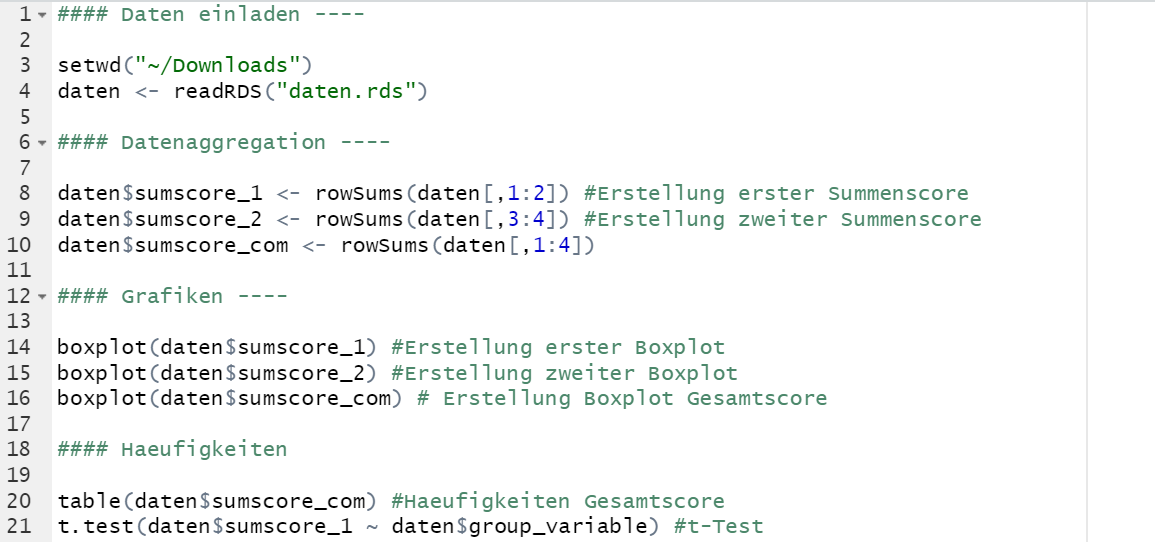 1 #### Daten einladen ----
2
3 setwd("~/Downloads")
4 daten <- readRDS("daten.rds")
5
6 #### Datenaggregation ----
7
8 daten$sumscore_1 <- rowSums(daten[,1:2]) #Erstellung erster Summenscore
9 daten$sumscore_2 <- rowSums(daten[,3:4]) #Erstellung zweiter Summenscore
10 daten$sumscore_com <- rowSums(daten[,1:4])
11
12 #### Grafiken ----
13
14 boxplot(daten$sumscore_1) #Erstellung erster Boxplot
15 boxplot(daten$sumscore_2) #Erstellung zweiter Boxplot
16 boxplot(daten$sumscore_com) # Erstellung Boxplot Gesamtscore
17
18 #### Haeufigkeiten
19
20 table(daten$sumscore_com) #Haeufigkeiten Gesamtscore
21 t.test(daten$sumscore_1 ~ daten$group_variable) #t-Test